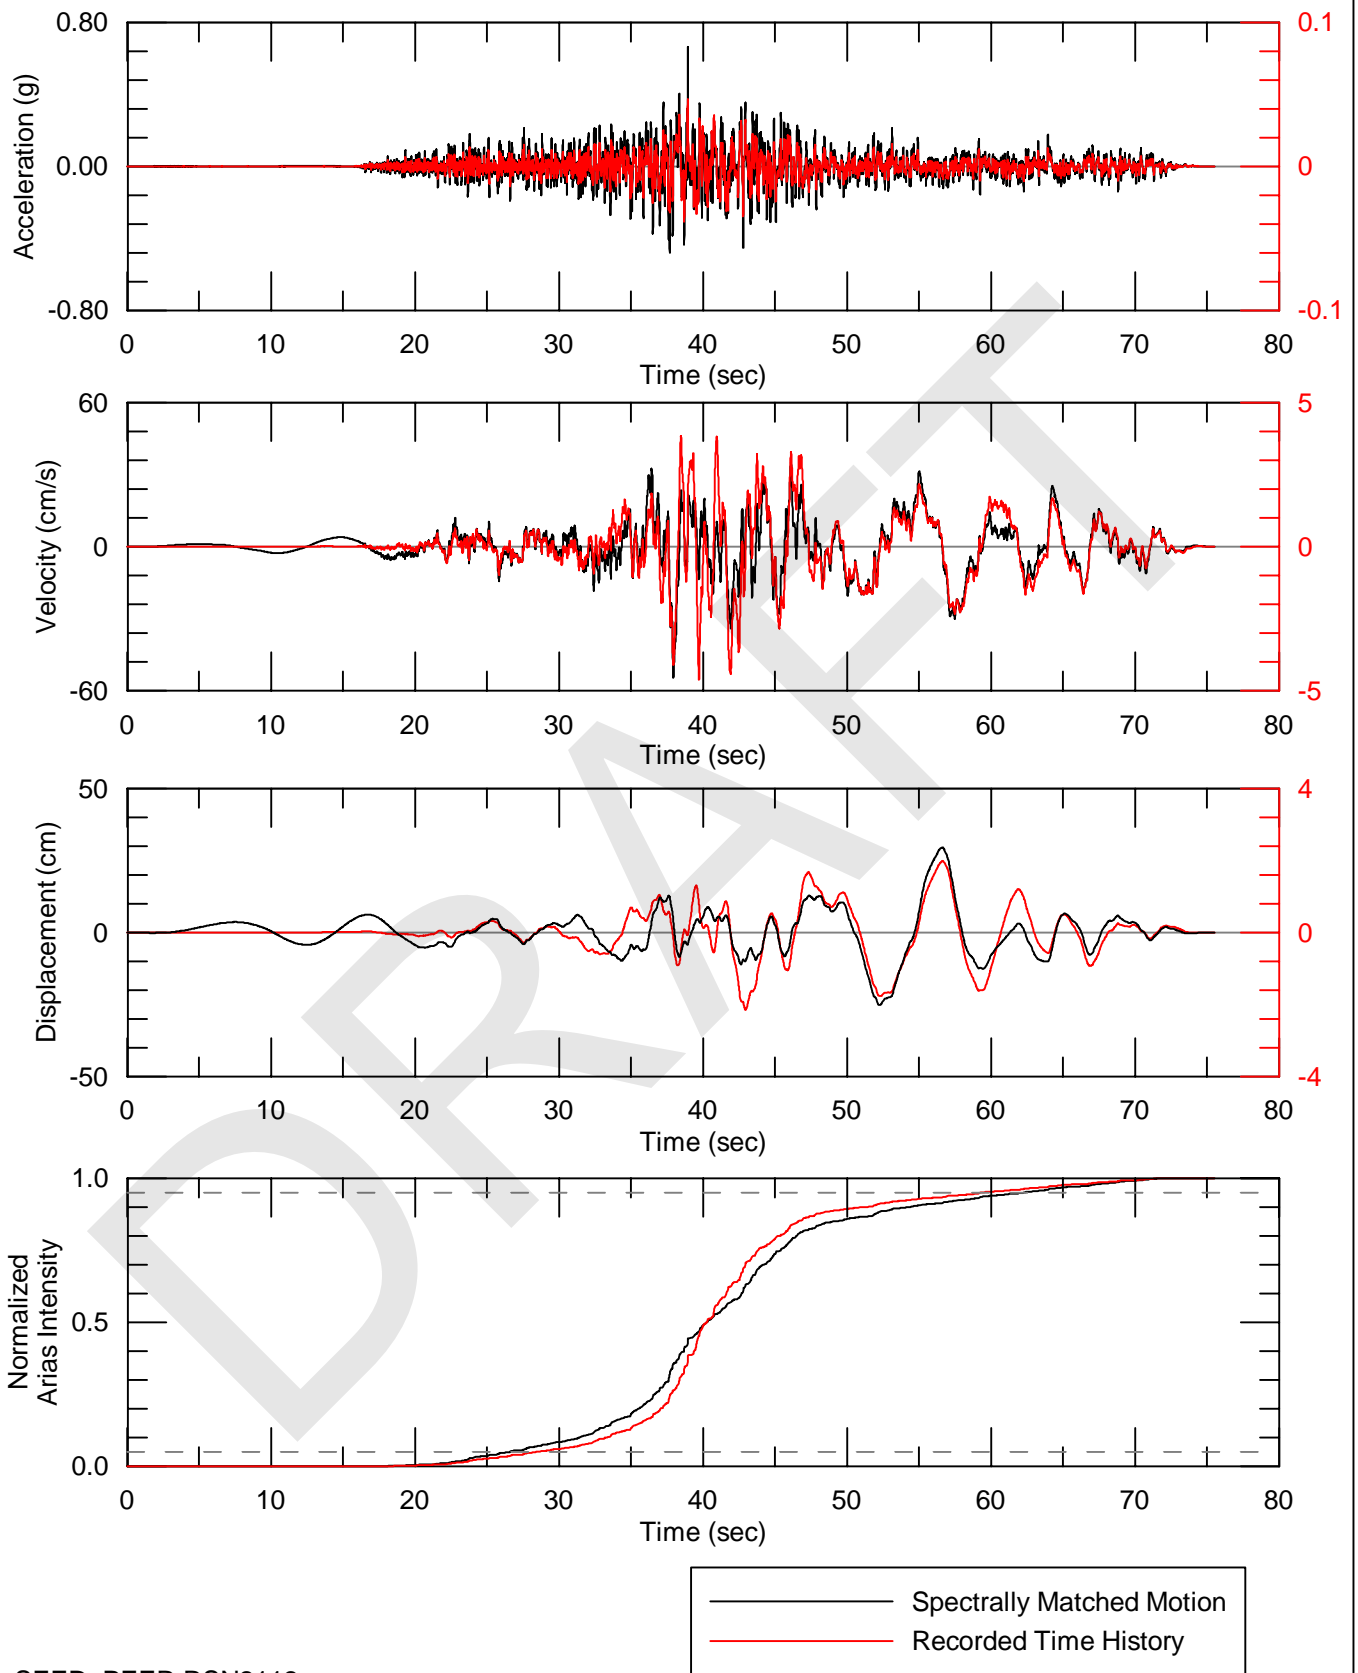 0.80
0.1
Acceleration (g)
0.00
0
-0.80
-0.1
0 10 20 30 40 50 60 70 80
Time (sec)
60
5
Velocity (cm/s)
0
0
-60
-5
0 10 20 30 40 50 60 70 80
Time (sec)
50
4
Displacement (cm)
0
0
-50
-4
0 10 20 30 40 50 60 70 80
Time (sec)
1.0
Normalized
Arias Intensity
0.5
0.0
0 10 20 30 40 50 60 70 80
Time (sec)
Spectrally Matched Motion
Recorded Time History
DRAFT